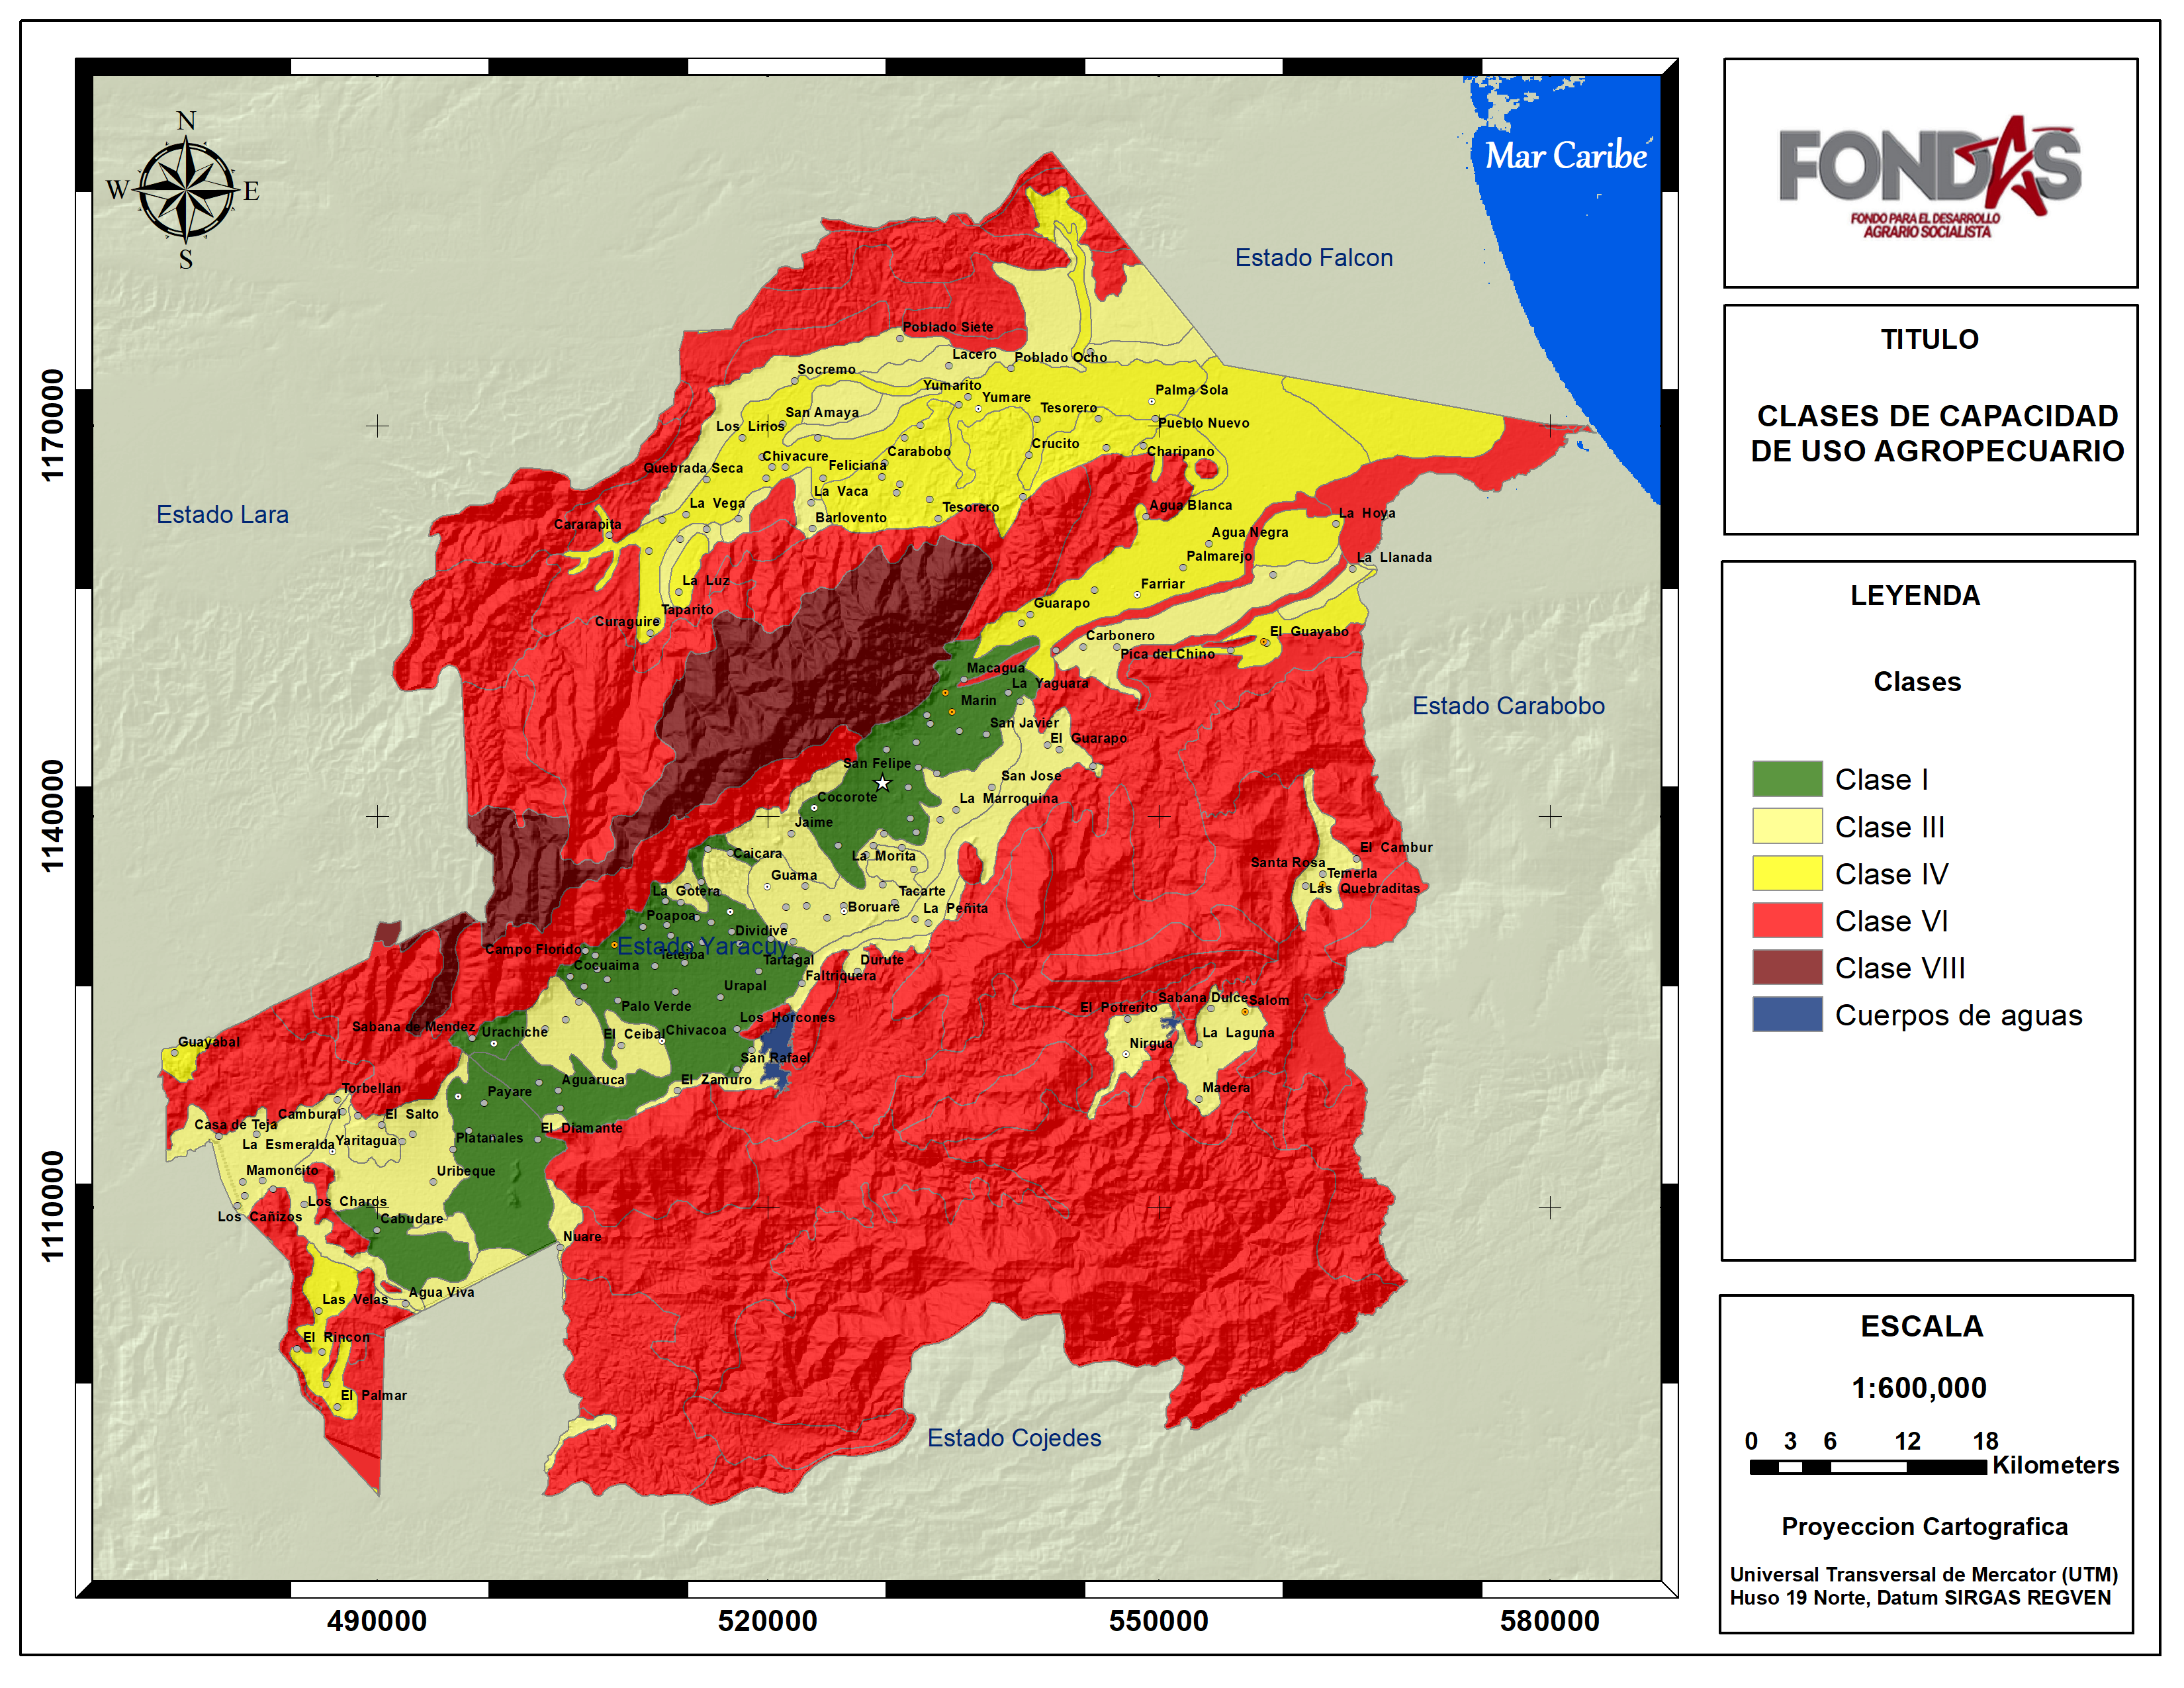 N
W
E
S
Mar Caribe
Estado Falcon
Estado Lara
Estado Carabobo
Estado Yaracuy
Estado Cojedes
Poblado Siete
Lacero
Poblado Ocho
Socremo
Yumarito
Yumare
Palma Sola
San Amaya
Tesorero
Los Lirios
Pueblo Nuevo
Crucito
Carabobo
Charipano
Chivacure
Feliciana
Quebrada Seca
La Vaca
La Vega
Tesorero
Agua Blanca
Barlovento
La Hoya
Cararapita
Agua Negra
Palmarejo
La Llanada
La Luz
Farriar
Taparito
Guarapo
Curaguire
Carbonero
El Guayabo
Pica del Chino
Macagua
La Yaguara
Marin
San Javier
El Guarapo
San Felipe
San Jose
Cocorote
La Marroquina
Jaime
Caicara
La Morita
El Cambur
Santa Rosa
Temerla
Las Quebraditas
Guama
La Gotera
Tacarte
Boruare
La Peñita
Poapoa
Dividive
Campo Florido
Teteiba
Tartagal
Durute
Cocuaima
Faltriquera
Urapal
Palo Verde
El Potrerito
Sabana Dulce
Salom
Los Horcones
Sabana de Mendez
Urachiche
El Ceibal
Chivacoa
La Laguna
Nirgua
Guayabal
San Rafael
El Zamuro
Aguaruca
Payare
Torbellan
Madera
Cambural
El Salto
Casa de Teja
El Diamante
La Esmeralda
Yaritagua
Platanales
Mamoncito
Uribeque
Los Charos
Los Cañizos
Cabudare
Nuare
Agua Viva
Las Velas
El Rincon
El Palmar
1170000
1140000
1110000
490000
520000
550000
580000
FONDAS
FONDO PARA EL DESARROLLO
AGRARIO SOCIALISTA
TITULO
CLASES DE CAPACIDAD
DE USO AGROPECUARIO
LEYENDA
Clases
Clase I
Clase III
Clase IV
Clase VI
Clase VIII
Cuerpos de aguas
ESCALA
1:600,000
0 3 6 12 18
Kilometers
Proyeccion Cartografica
Universal Transversal de Mercator (UTM)
Huso 19 Norte, Datum SIRGAS REGVEN